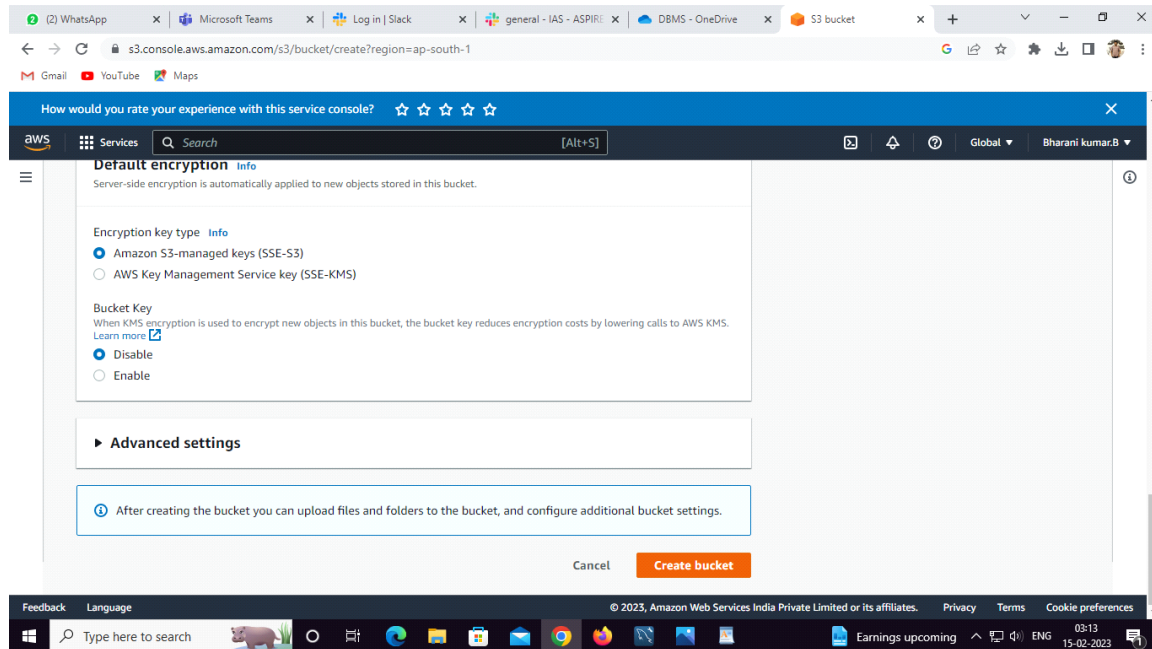 (2) WhatsApp
Microsoft Teams
Log in | Slack
general - IAS - ASPIRE
DBMS - OneDrive
S3 bucket
s3.console.aws.amazon.com/s3/bucket/create?region=ap-south-1
Gmail
YouTube
Maps
How would you rate your experience with this service console?
aws
Services
Search
[Alt+S]
Global
Bharani kumar.B
Default encryption Info
Server-side encryption is automatically applied to new objects stored in this bucket.
Encryption key type Info
Amazon S3-managed keys (SSE-S3)
AWS Key Management Service key (SSE-KMS)
Bucket Key
When KMS encryption is used to encrypt new objects in this bucket, the bucket key reduces encryption costs by lowering calls to AWS KMS.
Learn more
Disable
Enable
Advanced settings
After creating the bucket you can upload files and folders to the bucket, and configure additional bucket settings.
Cancel
Create bucket
Feedback
Language
© 2023, Amazon Web Services India Private Limited or its affiliates.
Privacy
Terms
Cookie preferences
Type here to search
Earnings upcoming
ENG
03:13
15-02-2023
1